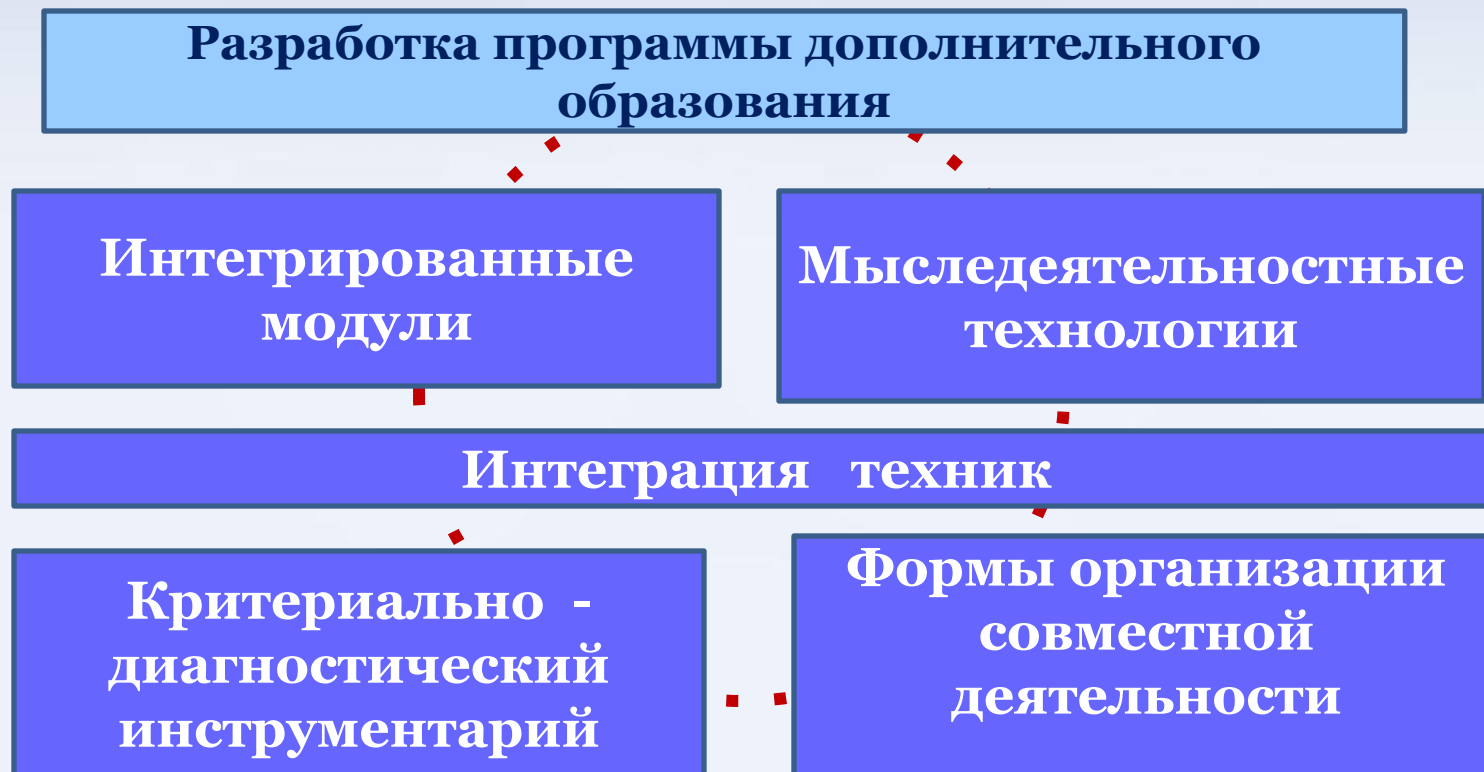 Разработка программы дополнительного
образования
Интегрированные
модули
Мыследеятельностные
технологии
Интеграция техник
Критериально -
диагностический
инструментарий
Формы организации
совместной
деятельности